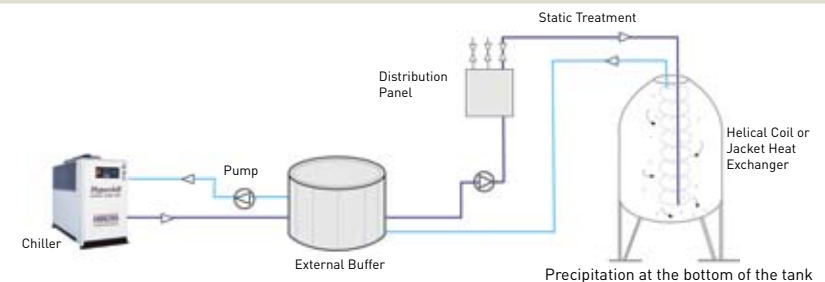 Static Treatment
Distribution
Panel
Helical Coil or
Jacket Heat
Exchanger
Pump
Chiller
External Buffer
Precipitation at the bottom of the tank